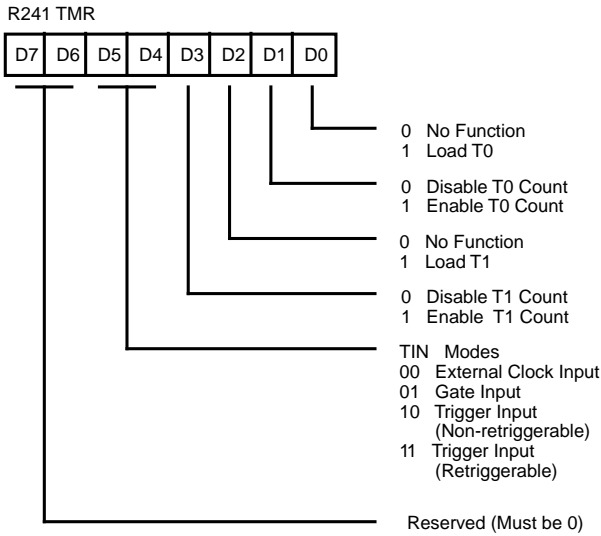 R241 TMR
D7 D6 D5 D4 D3 D2 D1 D0
0 No Function
1 Load T0
0 Disable T0 Count
1 Enable T0 Count
0 No Function
1 Load T1
0 Disable T1 Count
1 Enable T1 Count
TIN Modes
00 External Clock Input
01 Gate Input
10 Trigger Input
(Non-retriggerable)
11 Trigger Input
(Retriggerable)
Reserved (Must be 0)